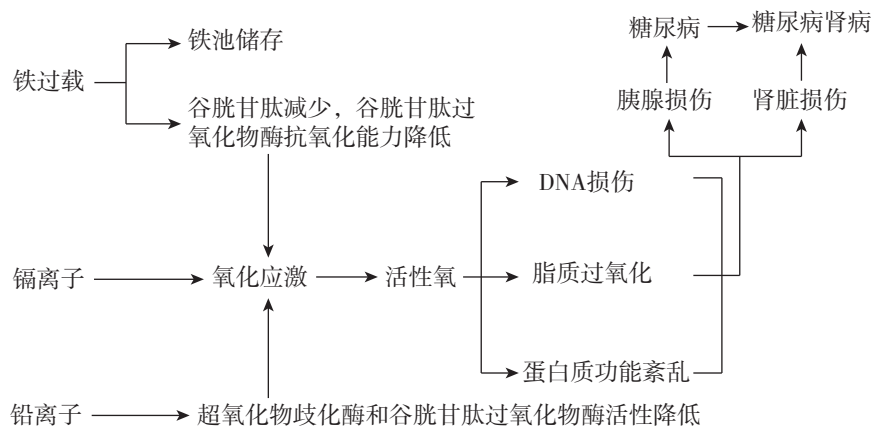 糖尿病
糖尿病肾病
铁池储存
铁过载
胰腺损伤
肾脏损伤
谷胱甘肽减少，谷胱甘肽过
氧化物酶抗氧化能力降低
DNA损伤
镉离子
氧化应激
活性氧
脂质过氧化
蛋白质功能紊乱
铅离子
超氧化物歧化酶和谷胱甘肽过氧化物酶活性降低